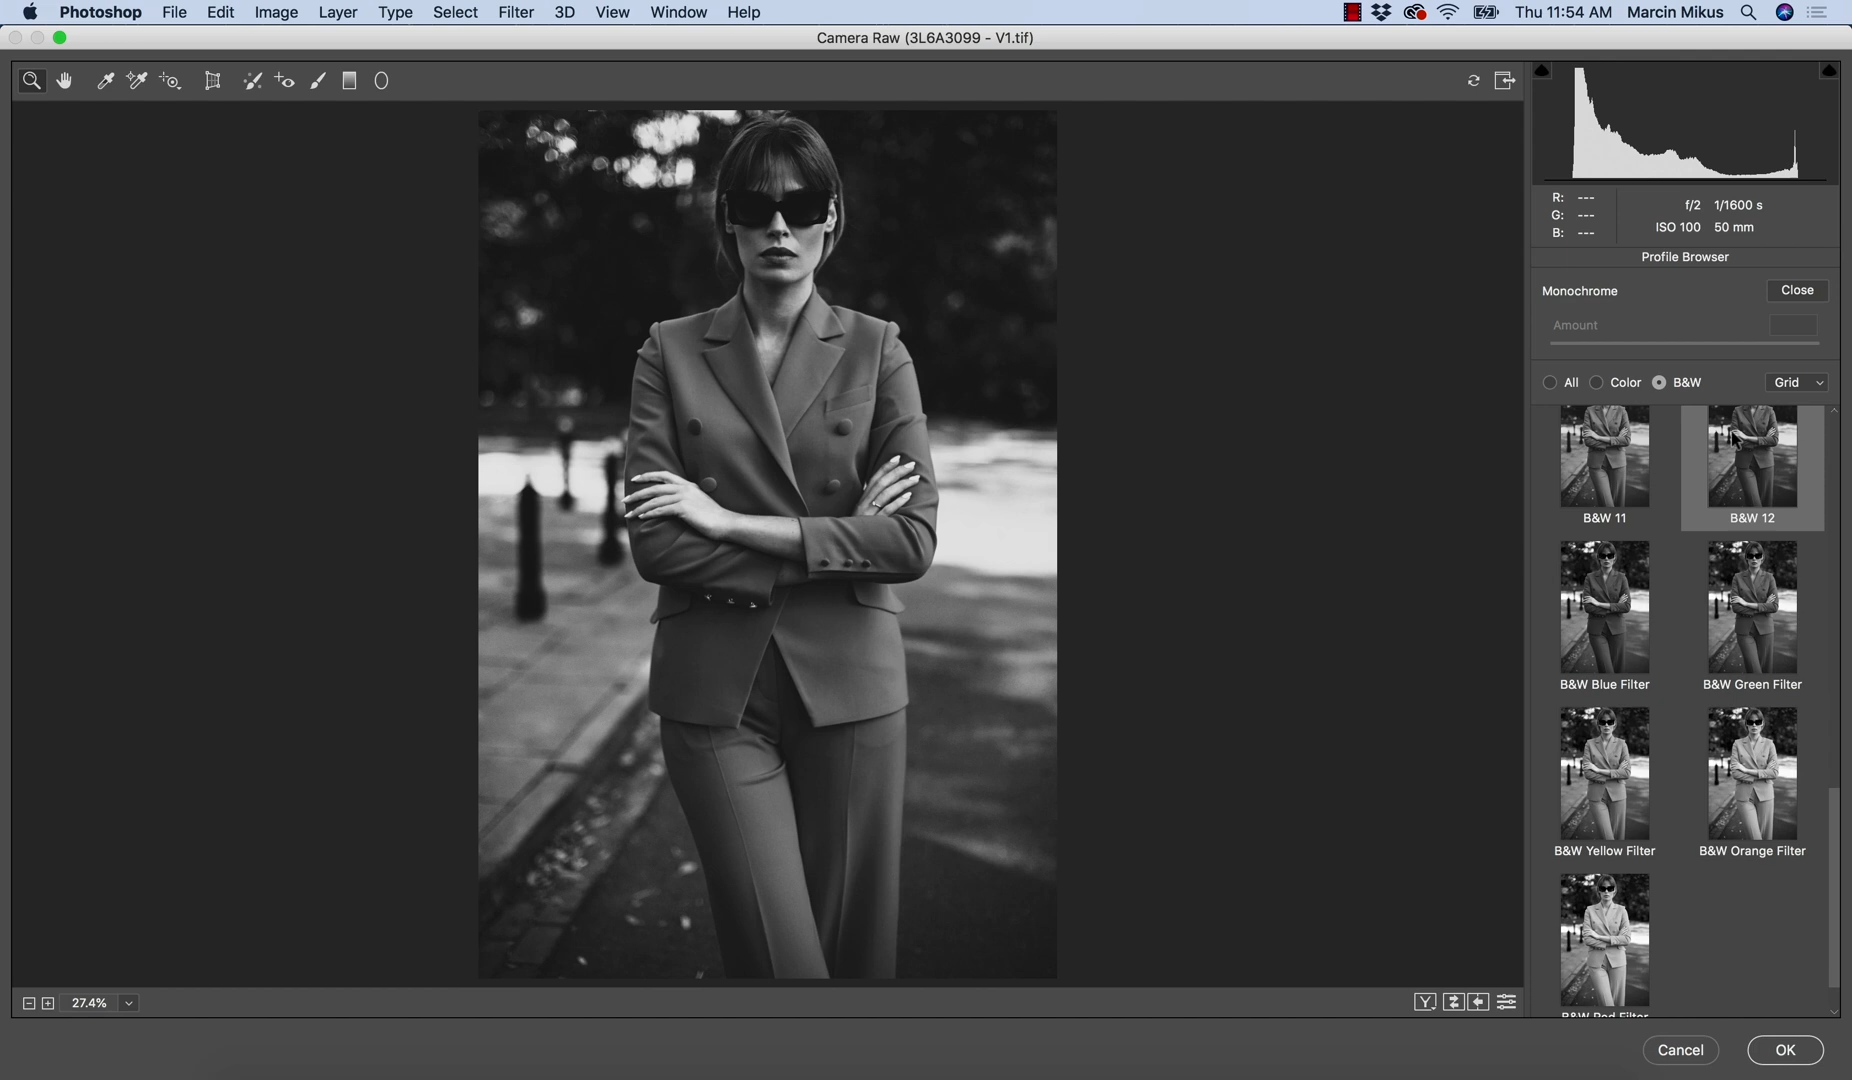 Photoshop File Edit Image Layer Type Select Filter 3D View Window Help Thu 11:54 AM Marcin Mikus
Camera Raw (3L6A3099 - V1.tif)
R: ---
G: ---
B: ---
f/2 1/1600 s
ISO 100 50 mm
Profile Browser
Monochrome Close
Amount
All Color B&W Grid
B&W 11 B&W 12
B&W Blue Filter B&W Green Filter
B&W Yellow Filter B&W Orange Filter
B&W Red Filter
27.4% Y
Cancel OK